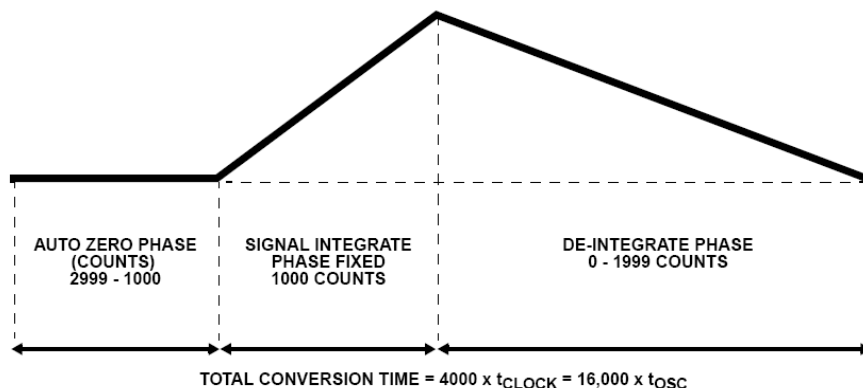 AUTO ZERO PHASE
(COUNTS)
2999 - 1000
SIGNAL INTEGRATE
PHASE FIXED
1000 COUNTS
DE-INTEGRATE PHASE
0 - 1999 COUNTS
TOTAL CONVERSION TIME = 4000 x tCLOCK = 16,000 x tOSC